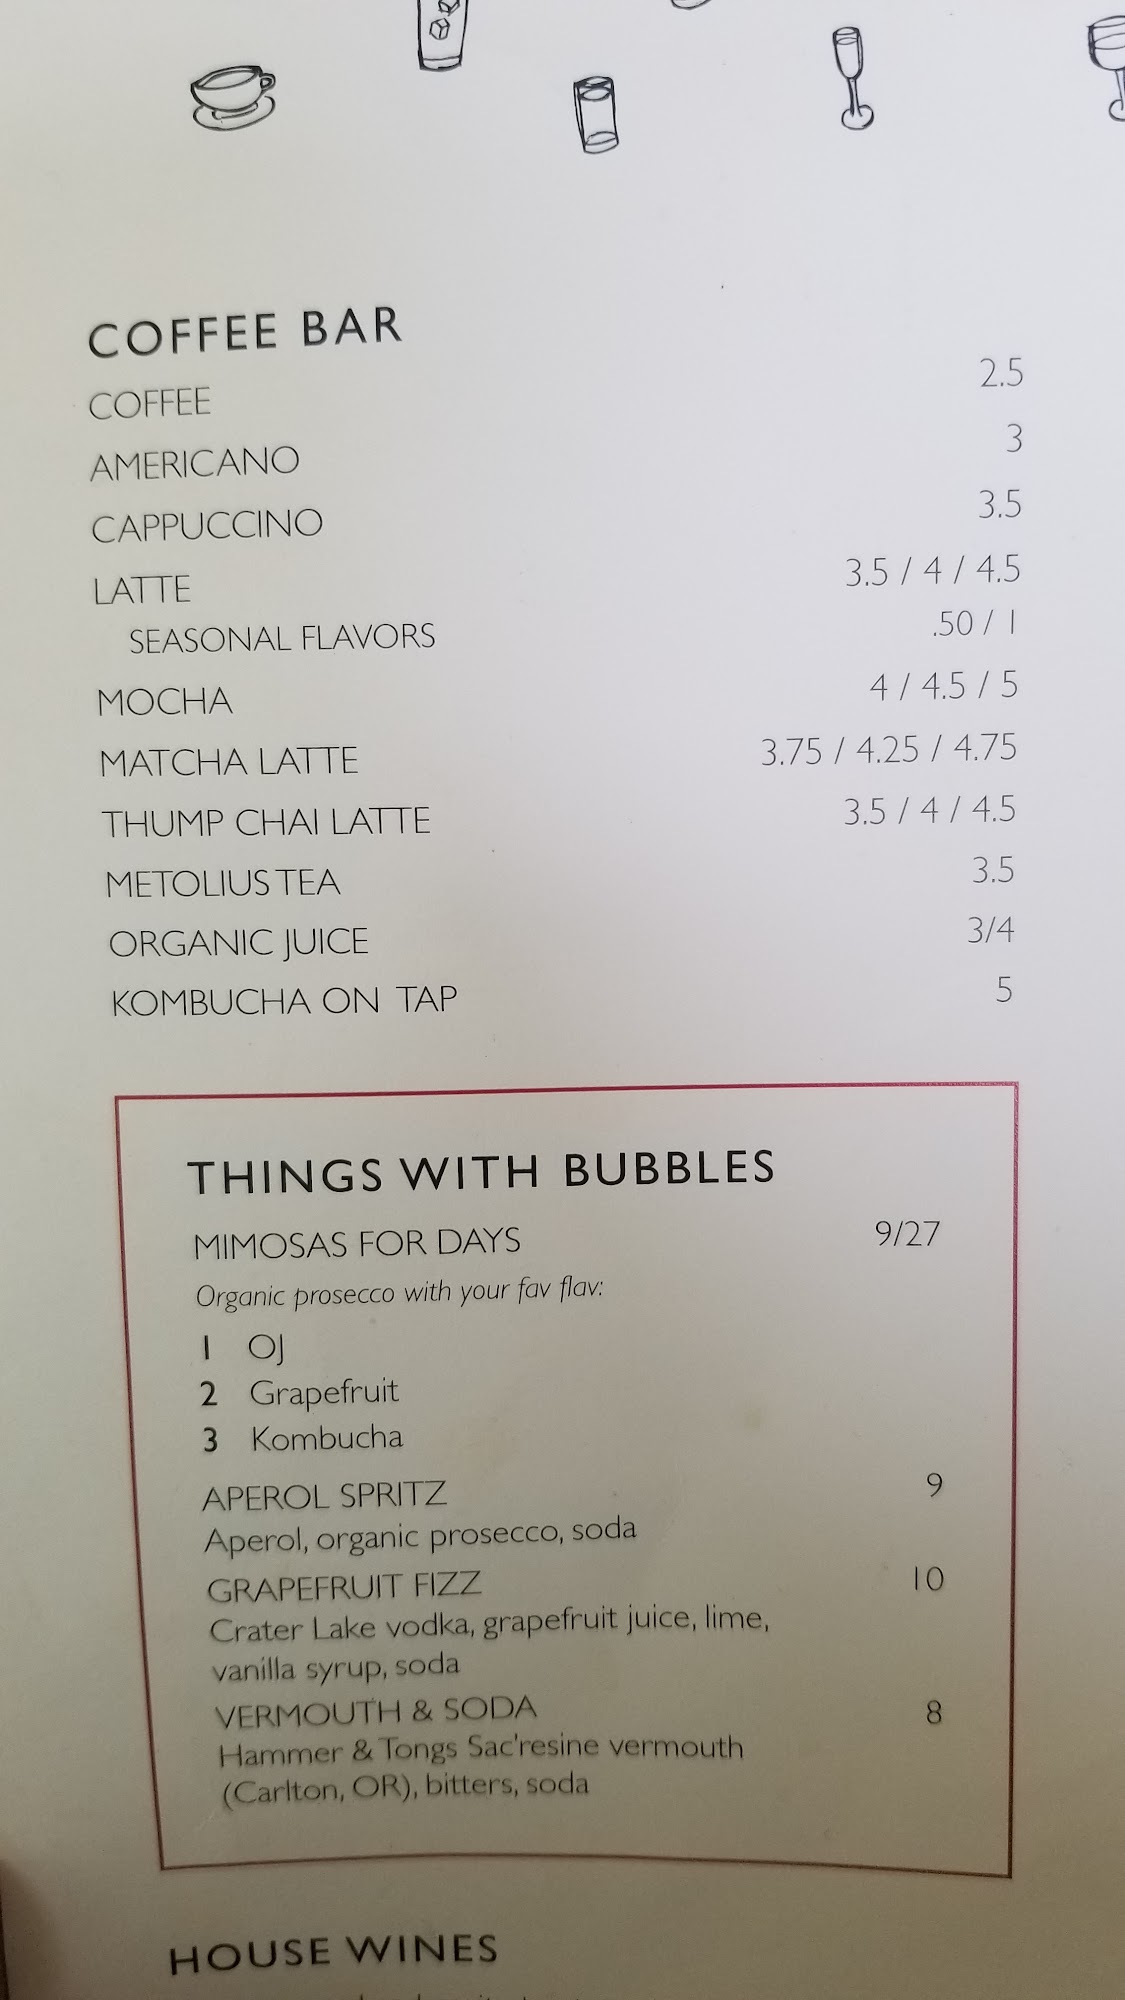 COFFEE BAR
COFFEE 2.5
AMERICANO 3
CAPPUCCINO 3.5
LATTE 3.5 / 4 / 4.5
SEASONAL FLAVORS .50 / 1
MOCHA 4 / 4.5 / 5
MATCHA LATTE 3.75 / 4.25 / 4.75
THUMP CHAI LATTE 3.5 / 4 / 4.5
METOLIUS TEA 3.5
ORGANIC JUICE 3/4
KOMBUCHA ON TAP 5
THINGS WITH BUBBLES
MIMOSAS FOR DAYS 9/27
Organic prosecco with your fav flav:
1 OJ
2 Grapefruit
3 Kombucha
APEROL SPRITZ 9
Aperol, organic prosecco, soda
GRAPEFRUIT FIZZ 10
Crater Lake vodka, grapefruit juice, lime,
vanilla syrup, soda
VERMOUTH & SODA 8
Hammer & Tongs Sac'resine vermouth
(Carlton, OR), bitters, soda
HOUSE WINES